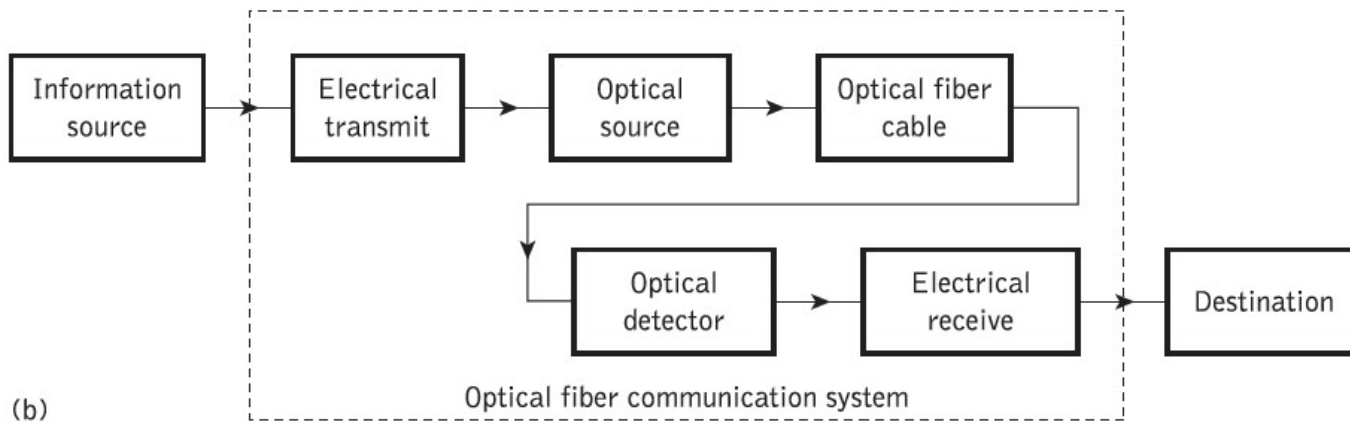 Information
source
Electrical
transmit
Optical
source
Optical fiber
cable
Optical
detector
Electrical
receive
Destination
Optical fiber communication system
(b)